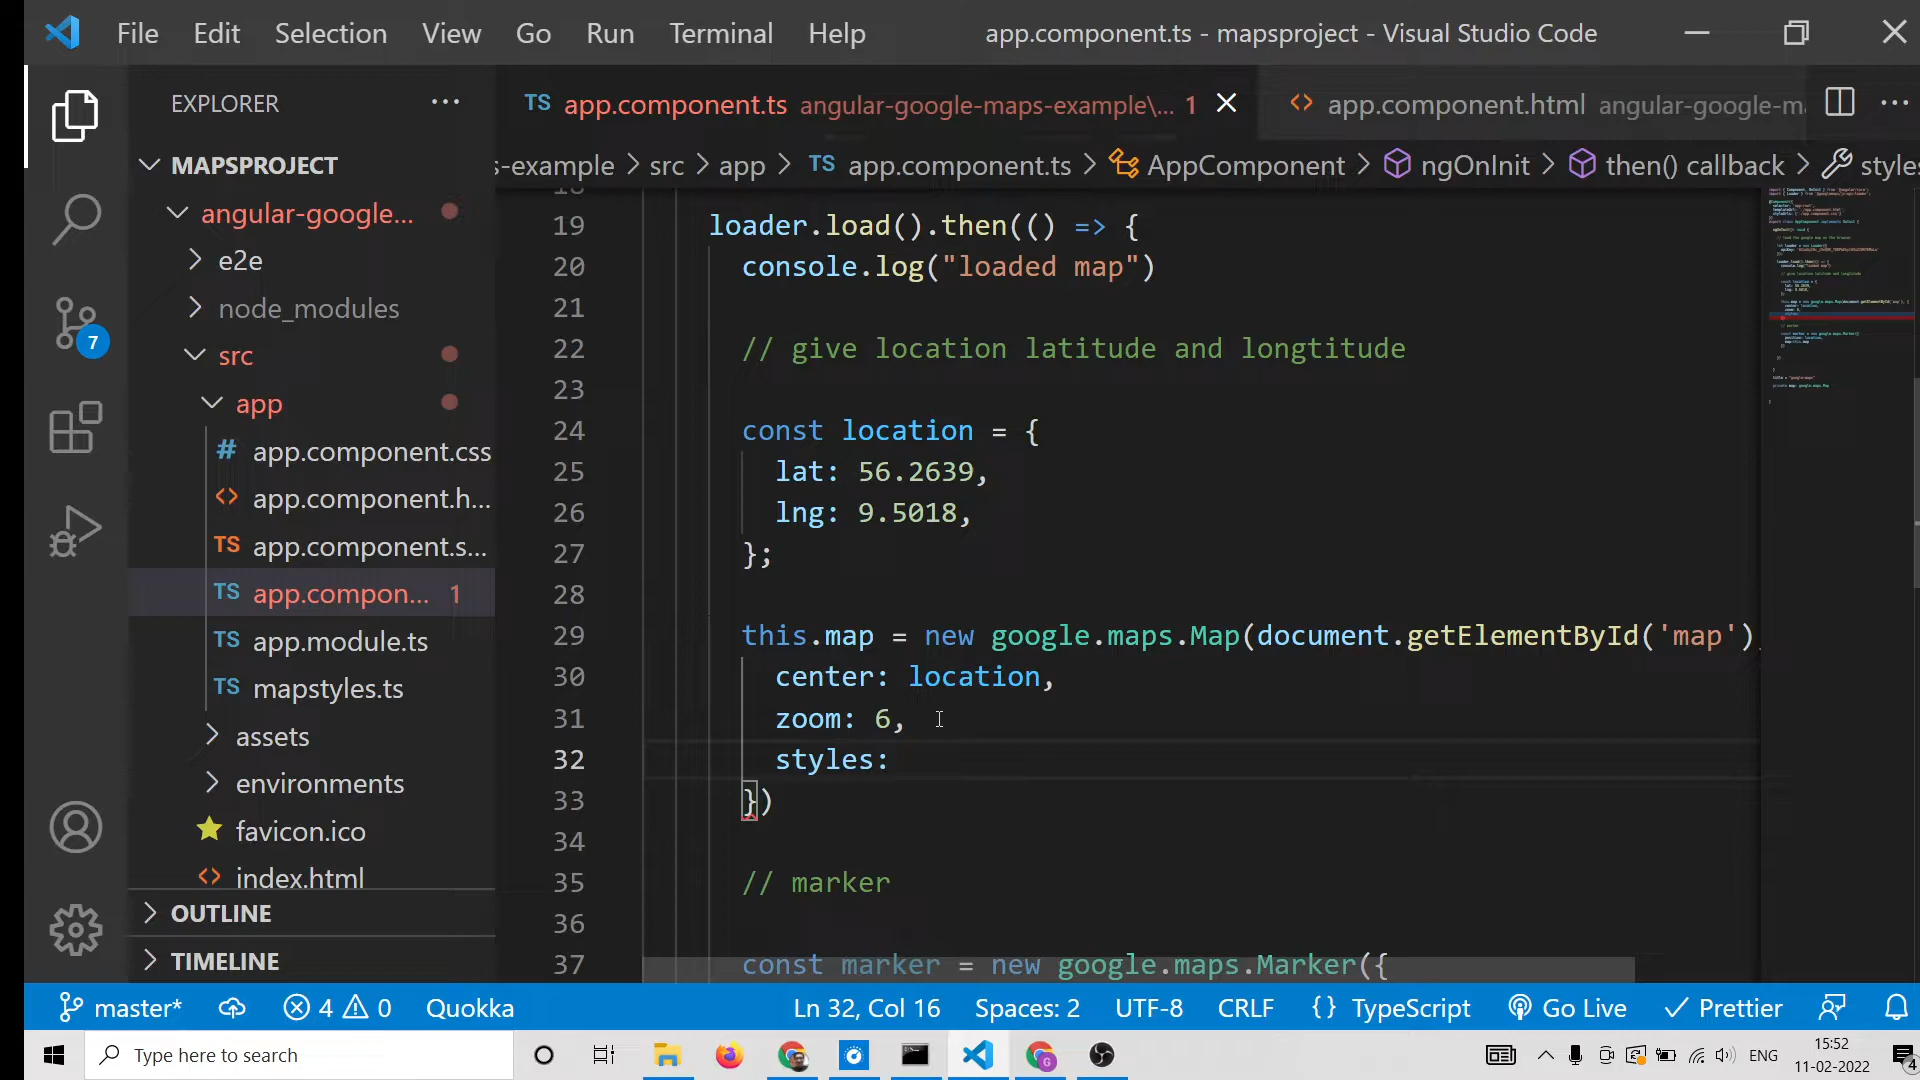 File Edit Selection View Go Run Terminal Help app.component.ts - mapsproject - Visual Studio Code
EXPLORER
MAPSPROJECT
angular-google...
e2e
node_modules
src
app
app.component.css
app.component.h...
TS app.component.s...
TS app.compon... 1
TS app.module.ts
TS mapstyles.ts
assets
environments
favicon.ico
index.html
OUTLINE
TIMELINE
7
TS app.component.ts angular-google-maps-example\... 1
app.component.html angular-google-m
s-example > src > app > TS app.component.ts > AppComponent > ngOnInit > then() callback > styles
19 loader.load().then(() => {
20 console.log("loaded map")
21
22 // give location latitude and longtitude
23
24 const location = {
25 lat: 56.2639,
26 lng: 9.5018,
27 };
28
29 this.map = new google.maps.Map(document.getElementById('map')
30 center: location,
31 zoom: 6,
32 styles:
33 })
34
35 // marker
36
37 const marker = new google.maps.Marker({
master* 4 0 Quokka Ln 32, Col 16 Spaces: 2 UTF-8 CRLF {} TypeScript Go Live Prettier
Type here to search
ENG
15:52
11-02-2022
4